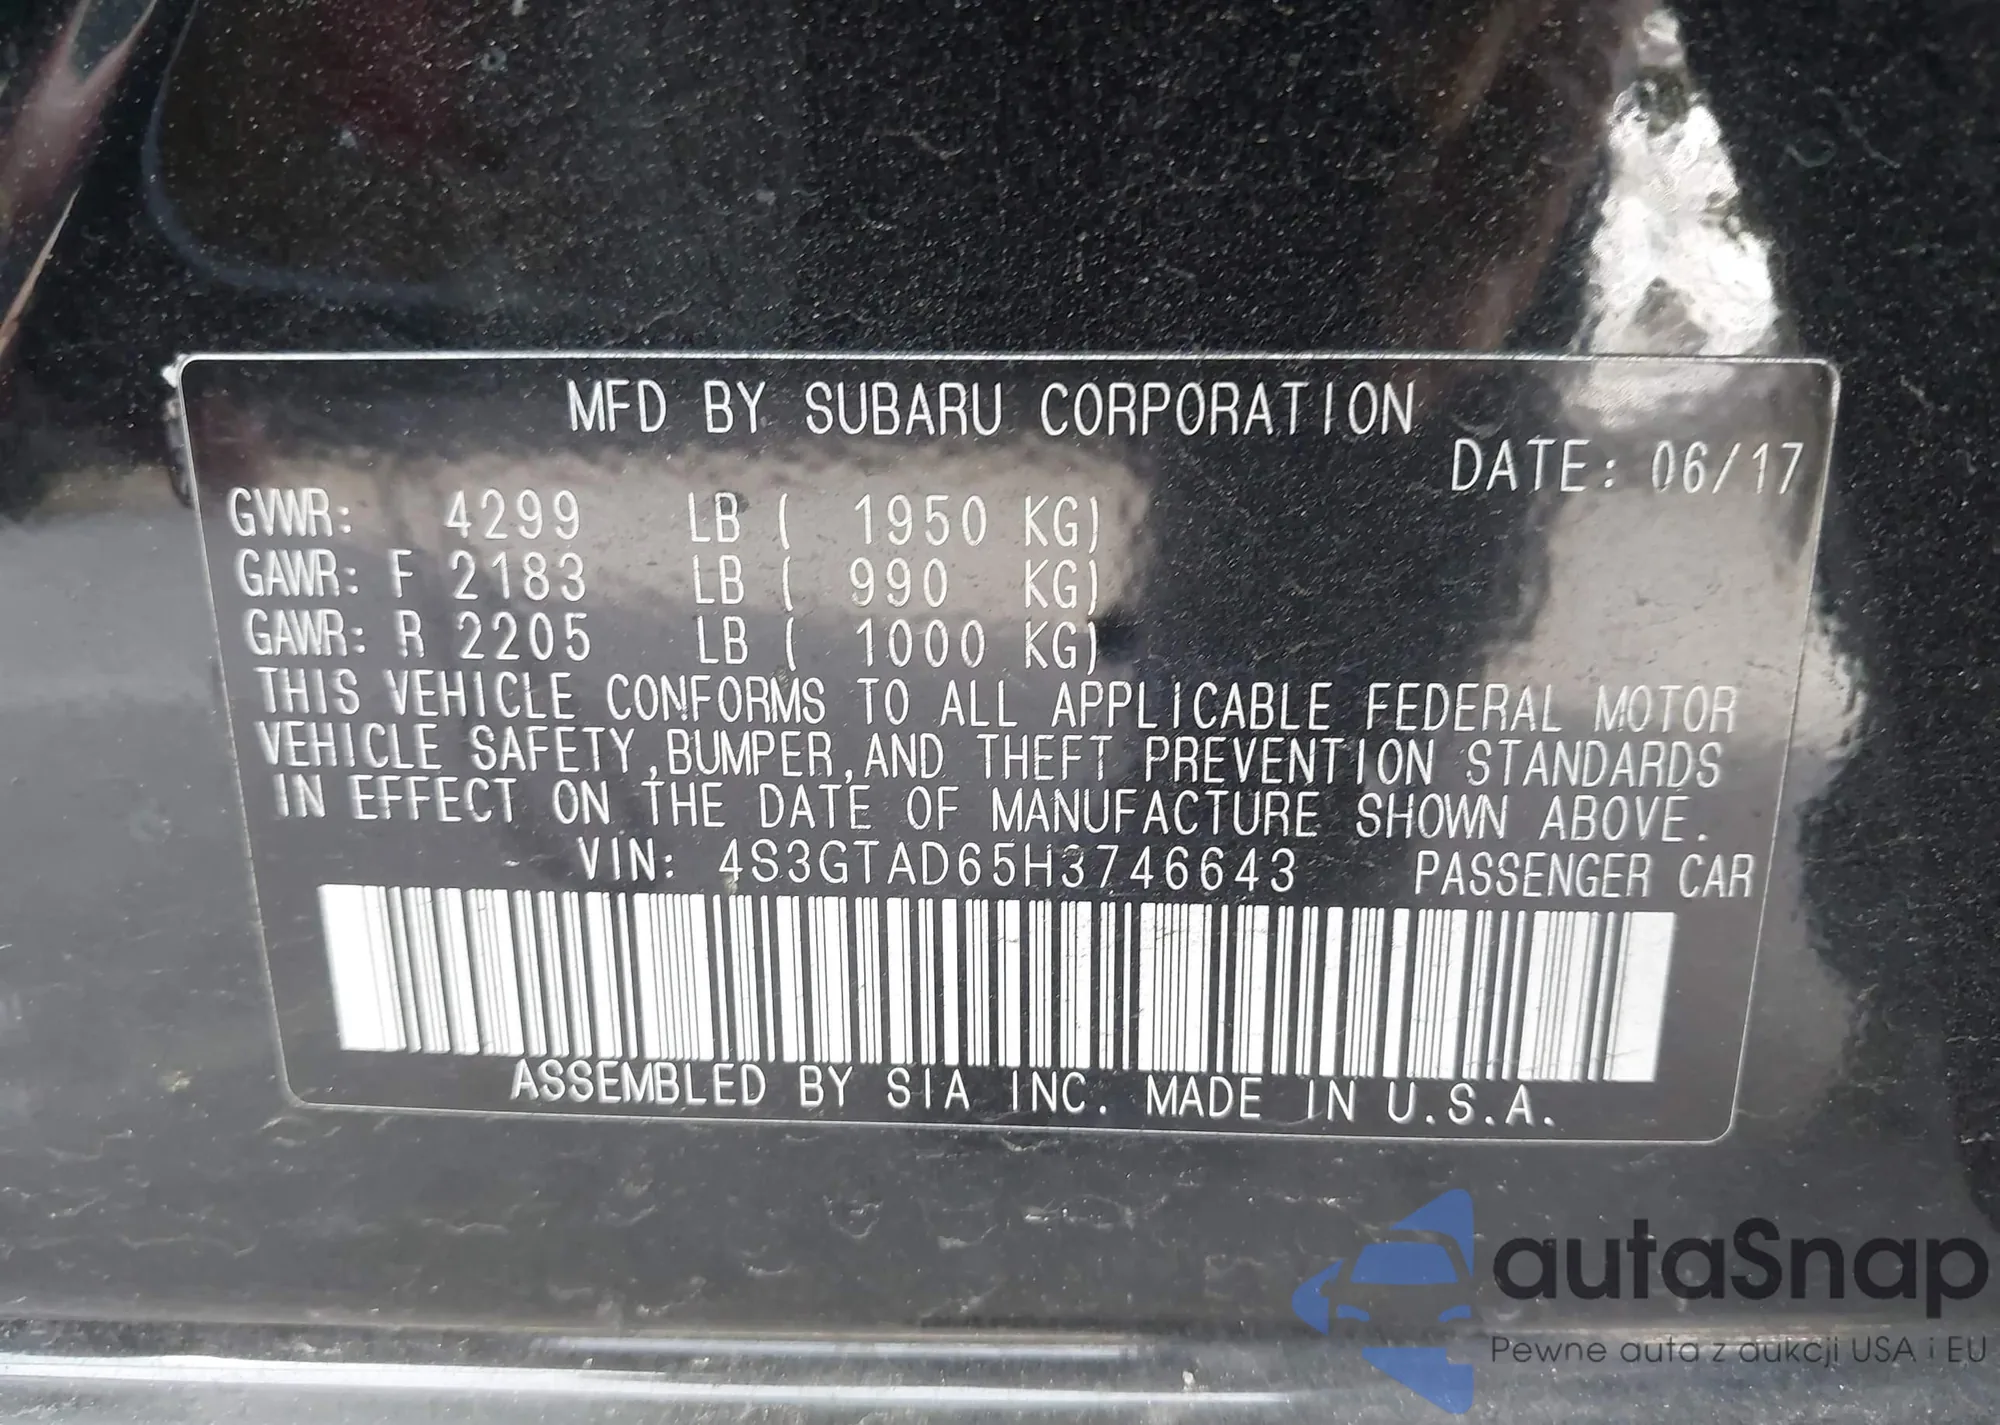 MFD BY SUBARU CORPORATION
DATE: 06/17
GVWR: 4299 LB ( 1950 KG)
GAWR: F 2183 LB ( 990 KG)
GAWR: R 2205 LB ( 1000 KG)
THIS VEHICLE CONFORMS TO ALL APPLICABLE FEDERAL MOTOR
VEHICLE SAFETY,BUMPER,AND THEFT PREVENTION STANDARDS
IN EFFECT ON THE DATE OF MANUFACTURE SHOWN ABOVE.
VIN: 4S3GTAD65H3746643 PASSENGER CAR
ASSEMBLED BY SIA INC. MADE IN U.S.A.
autaSnap
Pewne auta z aukcji USA i EU